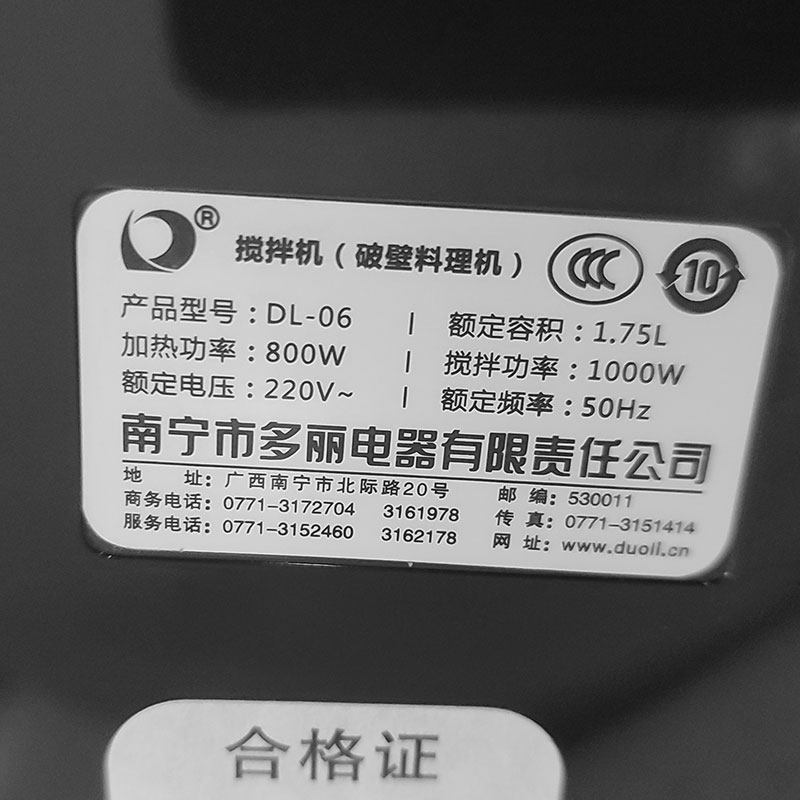 ® 搅拌机（破壁料理机） CCC 10
产品型号：DL-06 | 额定容积：1.75L
加热功率：800W | 搅拌功率：1000W
额定电压：220V~ | 额定频率：50Hz
南宁市多丽电器有限责任公司
地 址：广西南宁市北际路20号 邮 编：530011
商务电话：0771-3172704 3161978 传 真：0771-3151414
服务电话：0771-3152460 3162178 网 址：www.duoil.cn
合格证